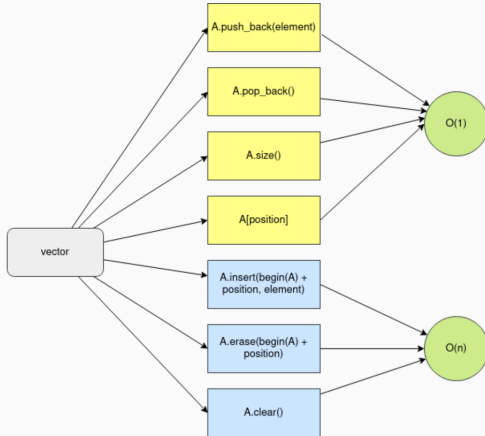 A.push_back(element)
A.pop_back()
O(1)
A.size()
A[position]
vector
A.insert(begin(A) +
position, element)
A.erase(begin(A) +
position)
O(n)
A.clear()